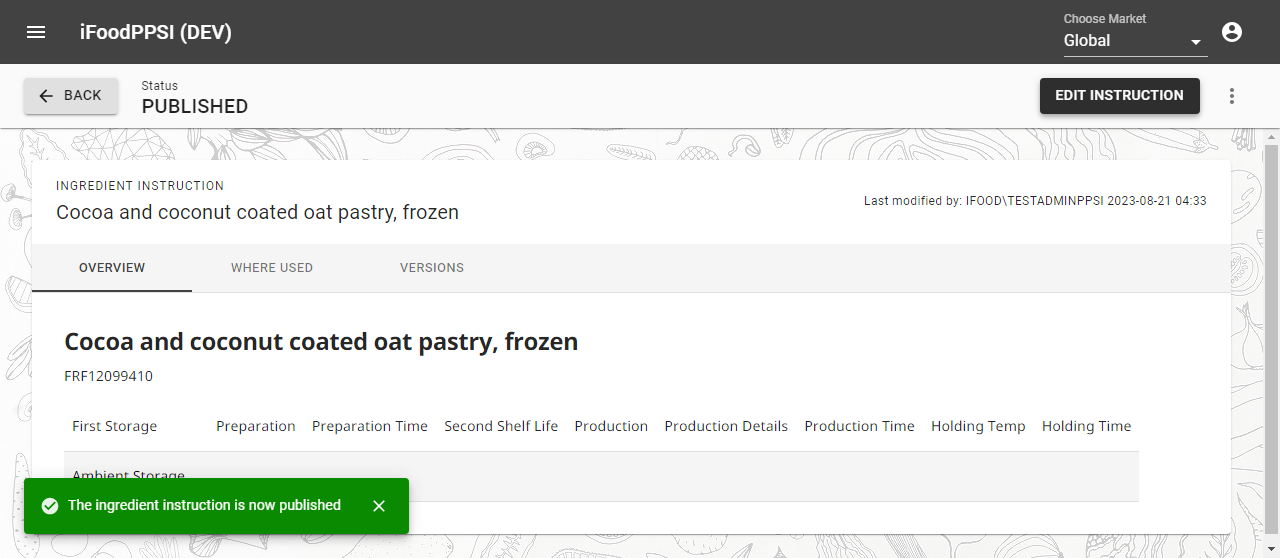 iFoodPPSI (DEV)
Choose Market
Global
BACK
Status
PUBLISHED
EDIT INSTRUCTION
INGREDIENT INSTRUCTION
Cocoa and coconut coated oat pastry, frozen
Last modified by: IFOOD\TESTADMINPPSI 2023-08-21 04:33
OVERVIEW WHERE USED VERSIONS
Cocoa and coconut coated oat pastry, frozen
FRF12099410
First Storage Preparation Preparation Time Second Shelf Life Production Production Details Production Time Holding Temp Holding Time
Ambient Storage
The ingredient instruction is now published